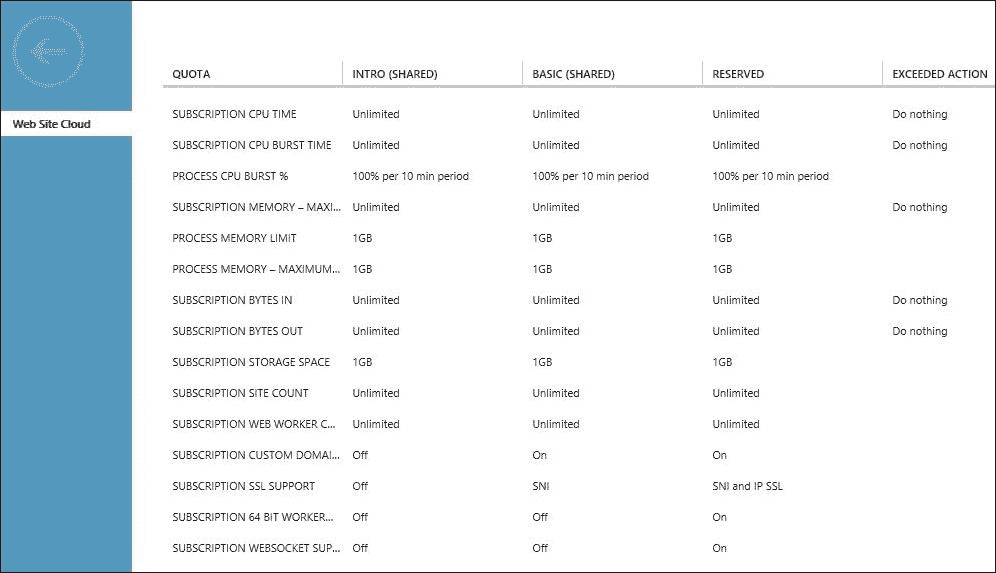 Web Site Cloud
QUOTA INTRO (SHARED) BASIC (SHARED) RESERVED EXCEEDED ACTION
SUBSCRIPTION CPU TIME Unlimited Unlimited Unlimited Do nothing
SUBSCRIPTION CPU BURST TIME Unlimited Unlimited Unlimited Do nothing
PROCESS CPU BURST % 100% per 10 min period 100% per 10 min period 100% per 10 min period
SUBSCRIPTION MEMORY – MAXI... Unlimited Unlimited Unlimited Do nothing
PROCESS MEMORY LIMIT 1GB 1GB 1GB
PROCESS MEMORY – MAXIMUM... 1GB 1GB 1GB
SUBSCRIPTION BYTES IN Unlimited Unlimited Unlimited Do nothing
SUBSCRIPTION BYTES OUT Unlimited Unlimited Unlimited Do nothing
SUBSCRIPTION STORAGE SPACE 1GB 1GB 1GB
SUBSCRIPTION SITE COUNT Unlimited Unlimited Unlimited
SUBSCRIPTION WEB WORKER C... Unlimited Unlimited Unlimited
SUBSCRIPTION CUSTOM DOMAI... Off On On
SUBSCRIPTION SSL SUPPORT Off SNI SNI and IP SSL
SUBSCRIPTION 64 BIT WORKER... Off Off On
SUBSCRIPTION WEBSOCKET SUP... Off Off On